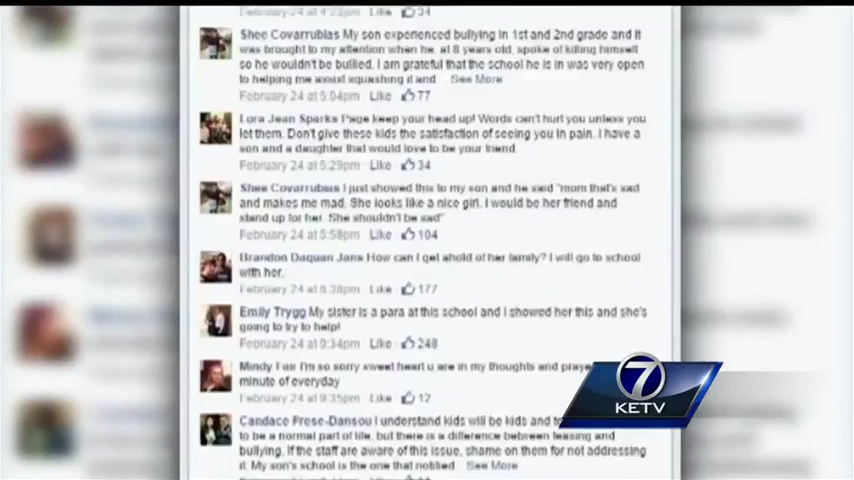 February 24 at 4:23pm Like 34
Shee Covarrubias My son experienced bullying in 1st and 2nd grade and it
was brought to my attention when he, at 8 years old, spoke of killing himself
so he wouldn't be bullied. I am grateful that the school he is in was very open
to helping me assist squashing it and See More
February 24 at 5:04pm Like 77
Lora Jean Sparks Page keep your head up! Words can't hurt you unless you
let them. Don't give these kids the satisfaction of seeing you in pain. I have a
son and a daughter that would love to be your friend
February 24 at 5:29pm Like 34
Shee Covarrubias I just showed this to my son and he said "mom that's sad
and makes me mad. She looks like a nice girl. I would be her friend and
stand up for her. She shouldn't be sad"
February 24 at 5:58pm Like 104
Brandon Daquan Jans How can I get ahold of her family? I will go to school
with her.
February 24 at 6:38pm Like 177
Emily Trygg My sister is a para at this school and I showed her this and she's
going to try to help!
February 24 at 9:34pm Like 248
Mindy Fair I'm so sorry sweet heart u are in my thoughts and
minute of everyday
February 24 at 9:35pm Like 12
Candace Frese-Dansou I understand kids will be kids and
to be a normal part of life, but there is a difference between teasing and
bullying. If the staff are aware of this issue, shame on them for not addressing
it. My son's school is the one that notified See More
7
KETV